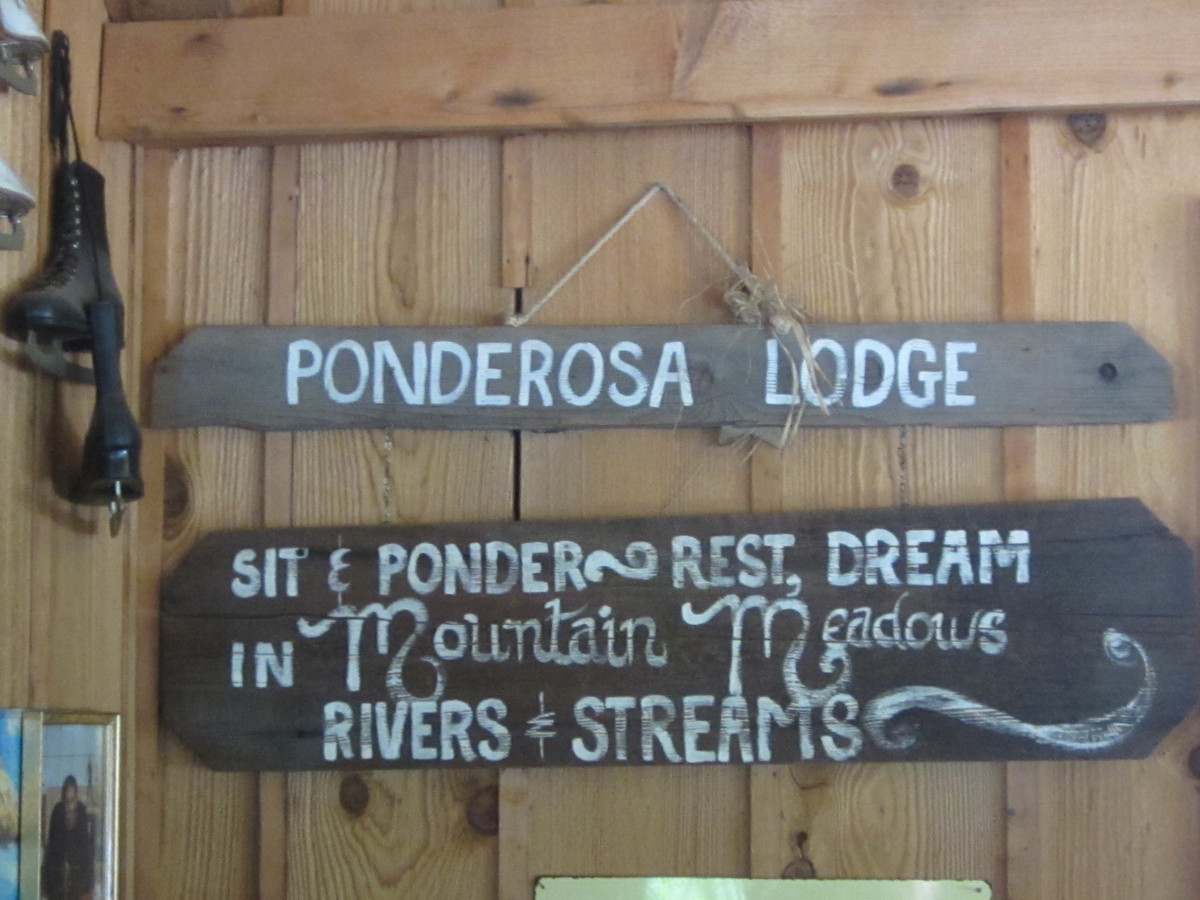 PONDEROSA LODGE
SIT & PONDER~ REST, DREAM
IN Mountain Meadows
RIVERS & STREAMS